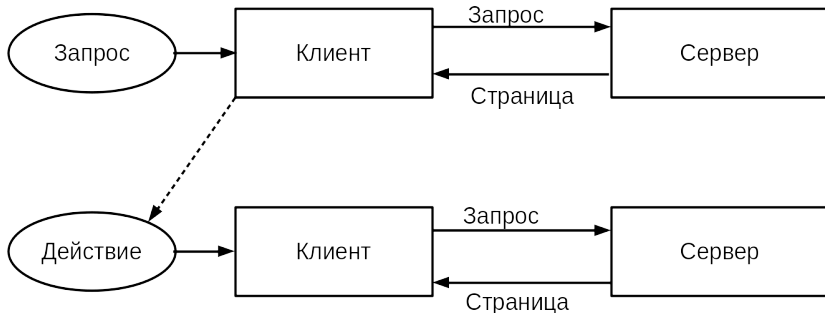 Запрос
Запрос
Клиент
Сервер
Страница
Запрос
Действие
Клиент
Сервер
Страница